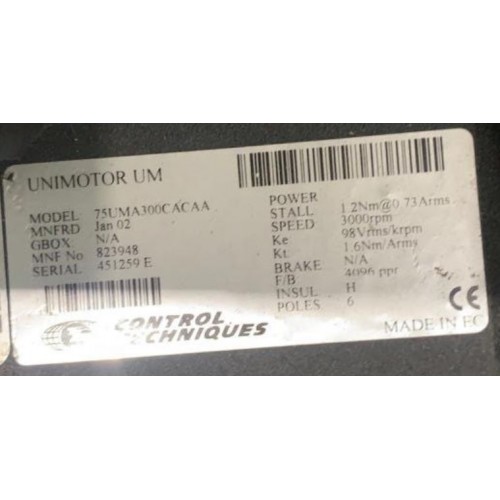 UNIMOTOR UM
MODEL 75UMA300CACAA
MNFRD Jan 02
GBOX N/A
MNF No 823948
SERIAL 451259 E
POWER
STALL 1.2Nm@0.73Arms
SPEED 3000rpm
Ke 98Vrms/krpm
Kt 1.6Nm/Arms
BRAKE N/A
F/B 4096 ppr
INSUL H
POLES 6
CONTROL
TECHNIQUES
CE
MADE IN EC